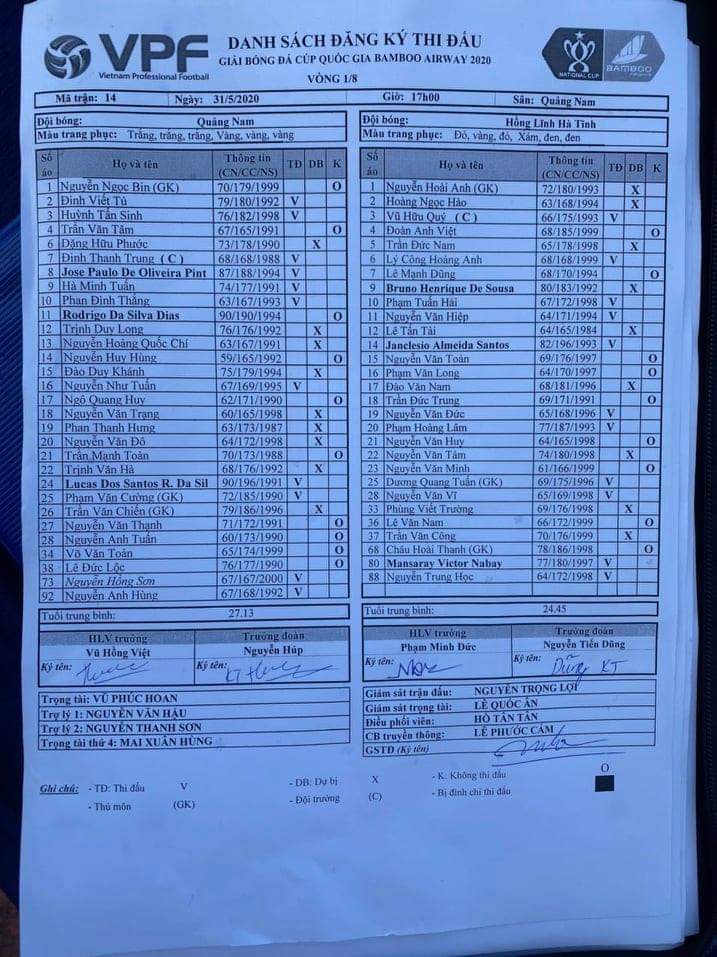 VPF
Vietnam Professional Football
DANH SÁCH ĐĂNG KÝ THI ĐẤU
GIẢI BÓNG ĐÁ CÚP QUỐC GIA BAMBOO AIRWAY 2020
VÒNG 1/8
NATIONAL CUP
BAMBOO
Mã trận: 14 Ngày: 31/5/2020 Giờ: 17h00 Sân: Quảng Nam
Đội bóng: Quảng Nam
Màu trang phục: Trắng, trắng, trắng, Vàng, vàng, vàng
Số áo Họ và tên Thông tin (CN/CC/NS) TĐ DB K
1 Nguyễn Ngọc Bin (GK) 70/179/1999 O
2 Đinh Viết Tú 79/180/1992 V
3 Huỳnh Tấn Sinh 76/182/1998 V
4 Trần Văn Tâm 67/165/1991 O
6 Đặng Hữu Phước 73/178/1990 X
7 Đinh Thanh Trung ( C ) 68/168/1988 V
8 Jose Paulo De Oliveira Pint 87/188/1994 V
9 Hà Minh Tuấn 74/177/1991 V
10 Phan Đình Thắng 63/167/1993 V
11 Rodrigo Da Silva Dias 90/190/1994 O
12 Trịnh Duy Long 76/176/1992 X
13 Nguyễn Hoàng Quốc Chí 63/167/1991 X
14 Nguyễn Huy Hùng 59/165/1992 O
15 Đào Duy Khánh 75/179/1994 X
16 Nguyễn Như Tuấn 67/169/1995 V
17 Ngô Quang Huy 62/171/1990 O
18 Nguyễn Văn Trạng 60/165/1998 X
19 Phan Thanh Hưng 63/173/1987 X
20 Nguyễn Văn Đô 64/172/1998 X
21 Trần Mạnh Toàn 70/173/1988 O
22 Trịnh Văn Hà 68/176/1992 X
24 Lucas Dos Santos R. Da Sil 90/196/1991 V
25 Phạm Văn Cường (GK) 72/185/1990 V
26 Trần Văn Chiến (GK) 79/186/1996 X
27 Nguyễn Văn Thạnh 71/172/1991 O
28 Nguyễn Anh Tuấn 60/173/1990 O
34 Võ Văn Toàn 65/174/1999 O
38 Lê Đức Lộc 76/177/1990 O
73 Nguyễn Hồng Sơn 67/167/2000 V
92 Nguyễn Anh Hùng 67/168/1992 V
Tuổi trung bình: 27.13
HLV trưởng Trưởng đoàn
Vũ Hồng Việt Nguyễn Húp
Ký tên: Ký tên:
Trọng tài: VŨ PHÚC HOAN
Trợ lý 1: NGUYỄN VĂN HẬU
Trợ lý 2: NGUYỄN THANH SƠN
Trọng tài thứ 4: MAI XUÂN HÙNG
Đội bóng: Hồng Lĩnh Hà Tĩnh
Màu trang phục: Đỏ, vàng, đỏ, Xám, đen, đen
Số áo Họ và tên Thông tin (CN/CC/NS) TĐ DB K
1 Nguyễn Hoài Anh (GK) 72/180/1993 X
2 Hoàng Ngọc Hào 63/168/1994 X
3 Vũ Hữu Quý ( C ) 66/175/1993 V
4 Đoàn Anh Việt 68/185/1999 O
5 Trần Đức Nam 65/178/1998 X
6 Lý Công Hoàng Anh 68/168/1999 V
7 Lê Mạnh Dũng 68/170/1994 O
9 Bruno Henrique De Sousa 80/183/1992 X
10 Phạm Tuấn Hải 67/172/1998 V
11 Nguyễn Văn Hiệp 64/171/1994 V
12 Lê Tấn Tài 64/165/1984 X
14 Janclesio Almeida Santos 82/196/1993 V
15 Nguyễn Văn Toản 69/176/1997 O
16 Phạm Văn Long 64/170/1997 O
17 Đào Văn Nam 68/181/1996 X
18 Trần Đức Trung 69/171/1991 O
19 Nguyễn Văn Đức 65/168/1996 V
20 Phạm Hoàng Lâm 77/187/1993 V
21 Nguyễn Văn Huy 64/165/1998 O
22 Nguyễn Văn Tâm 74/180/1998 X
23 Nguyễn Văn Minh 61/166/1999 O
25 Dương Quang Tuấn (GK) 69/175/1996 V
28 Nguyễn Văn Vĩ 65/169/1998 V
33 Phùng Viết Trường 69/176/1998 X
36 Lê Văn Nam 66/172/1999 O
37 Trần Văn Công 70/176/1999 X
68 Châu Hoài Thanh (GK) 78/186/1998 O
80 Mansaray Victor Nabay 77/180/1997 V
88 Nguyễn Trung Học 64/172/1998 V
Tuổi trung bình: 24.45
HLV trưởng Trưởng đoàn
Phạm Minh Đức Nguyễn Tiến Dũng
Ký tên: Ký tên: Dũng KT
Giám sát trận đấu: NGUYỄN TRỌNG LỢI
Giám sát trọng tài: LÊ QUỐC ÂN
Điều phối viên: HỒ TẤN TÂN
CB truyền thông: LÊ PHƯỚC CẦM
GSTĐ (Ký tên)
Ghi chú: - TĐ: Thi đấu V - DB: Dự bị X - K: Không thi đấu O
- Thủ môn (GK) - Đội trưởng (C) - Bị đình chỉ thi đấu